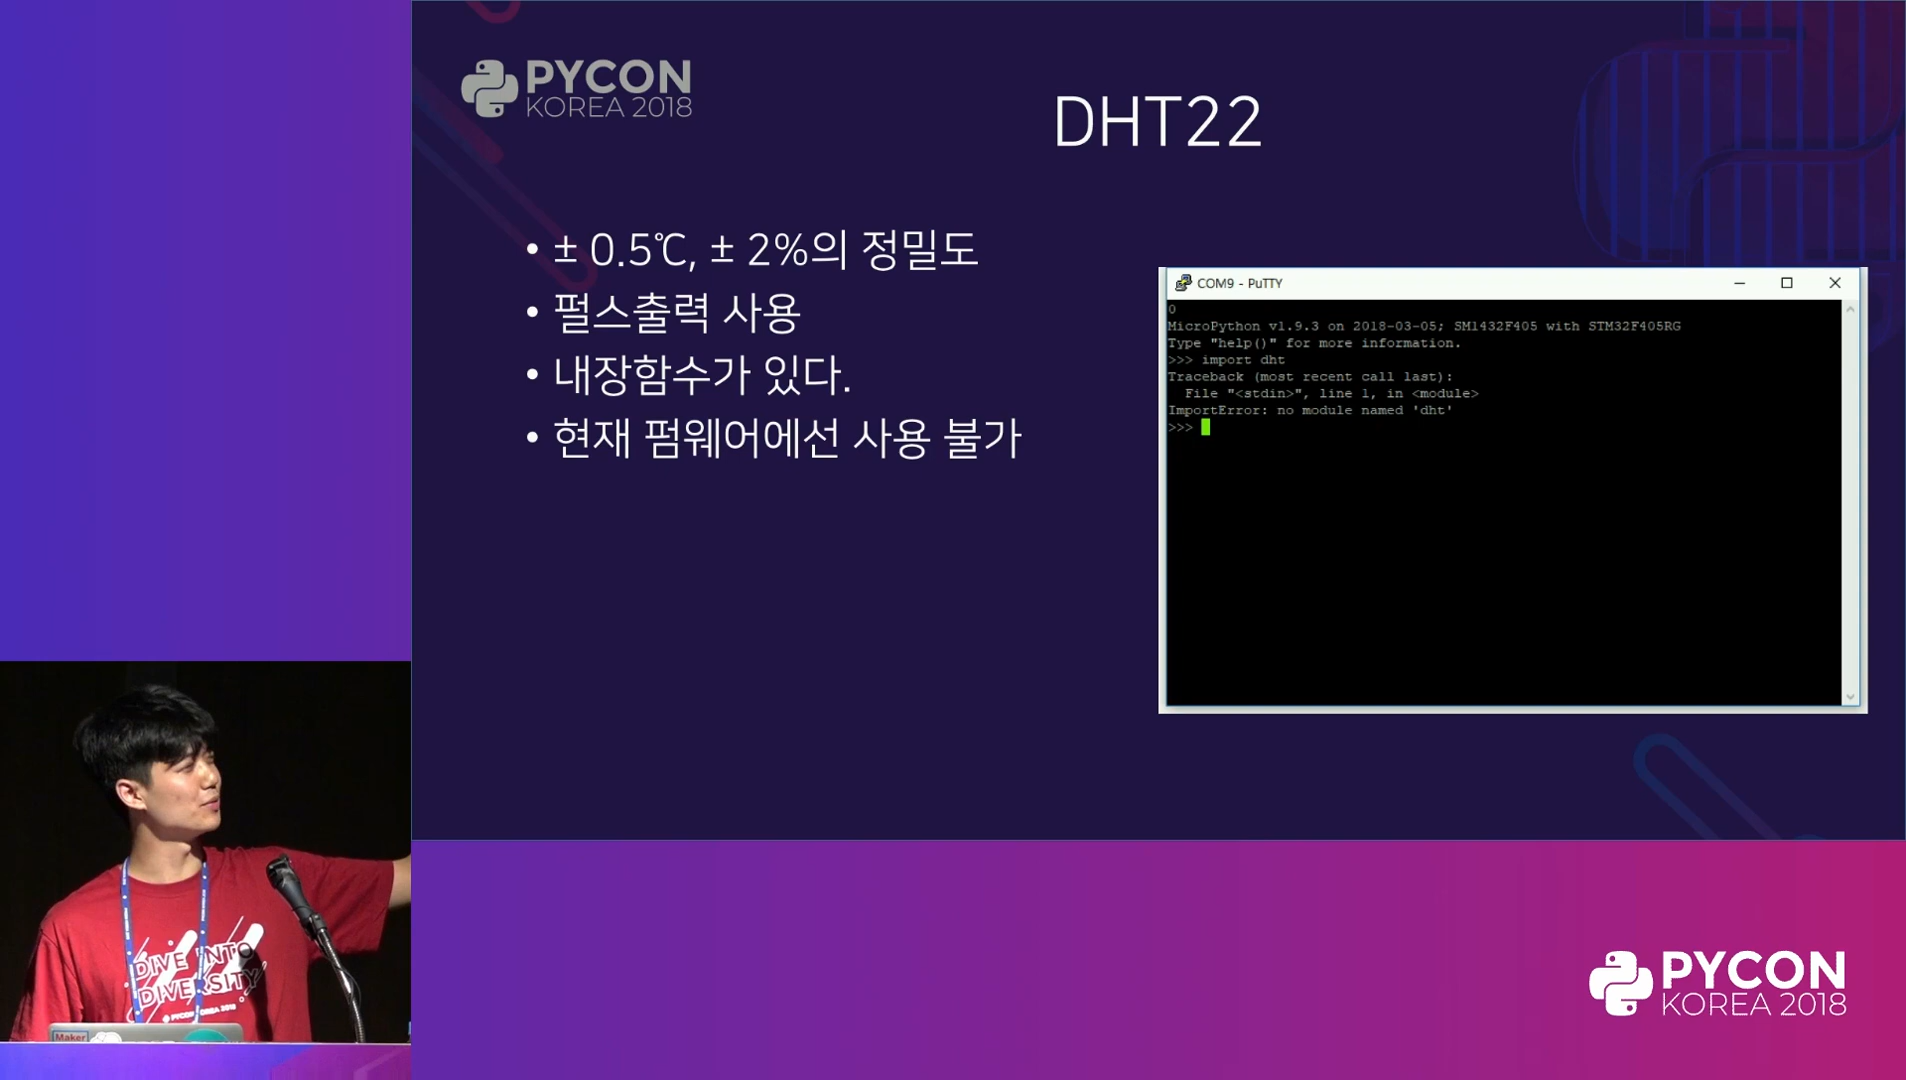 PYCON
KOREA 2018
DHT22
• ± 0.5℃, ± 2%의 정밀도
• 펄스출력 사용
• 내장함수가 있다.
• 현재 펌웨어에선 사용 불가
COM9 - PuTTY
0
MicroPython v1.9.3 on 2018-03-05; SM1432F405 with STM32F405RG
Type "help()" for more information.
>>> import dht
Traceback (most recent call last):
  File "<stdin>", line 1, in <module>
ImportError: no module named 'dht'
>>>
DIVE INTO
DIVERSITY
PYCON KOREA 2018
Maker
PYCON
KOREA 2018